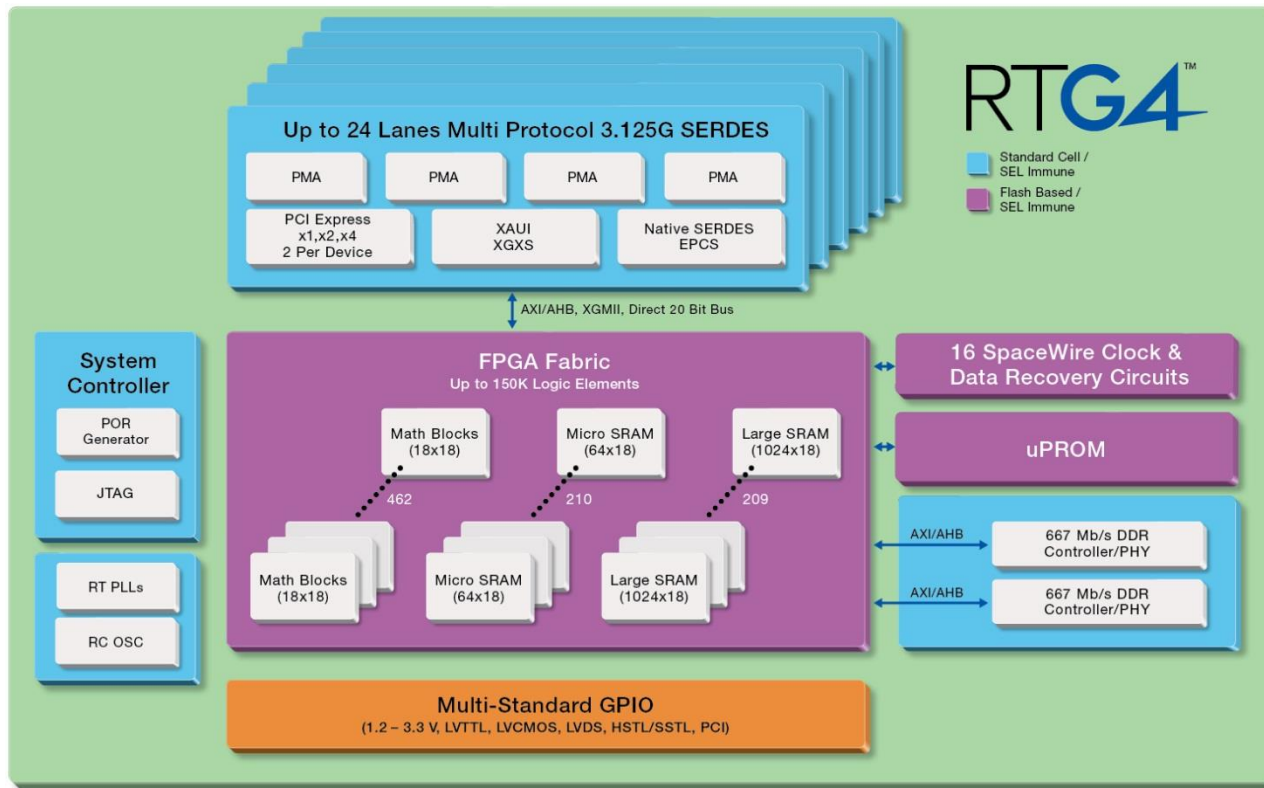 Up to 24 Lanes Multi Protocol 3.125G SERDES
PMA
PMA
PMA
PMA
PCI Express
x1,x2,x4
2 Per Device
XAUI
XGXS
Native SERDES
EPCS
RTG4™
Standard Cell /
SEL Immune
Flash Based /
SEL Immune
AXI/AHB, XGMII, Direct 20 Bit Bus
System
Controller
POR
Generator
JTAG
RT PLLs
RC OSC
FPGA Fabric
Up to 150K Logic Elements
Math Blocks
(18x18)
Micro SRAM
(64x18)
Large SRAM
(1024x18)
462
210
209
Math Blocks
(18x18)
Micro SRAM
(64x18)
Large SRAM
(1024x18)
16 SpaceWire Clock &
Data Recovery Circuits
uPROM
AXI/AHB
667 Mb/s DDR
Controller/PHY
AXI/AHB
667 Mb/s DDR
Controller/PHY
Multi-Standard GPIO
(1.2 – 3.3 V, LVTTL, LVCMOS, LVDS, HSTL/SSTL, PCI)